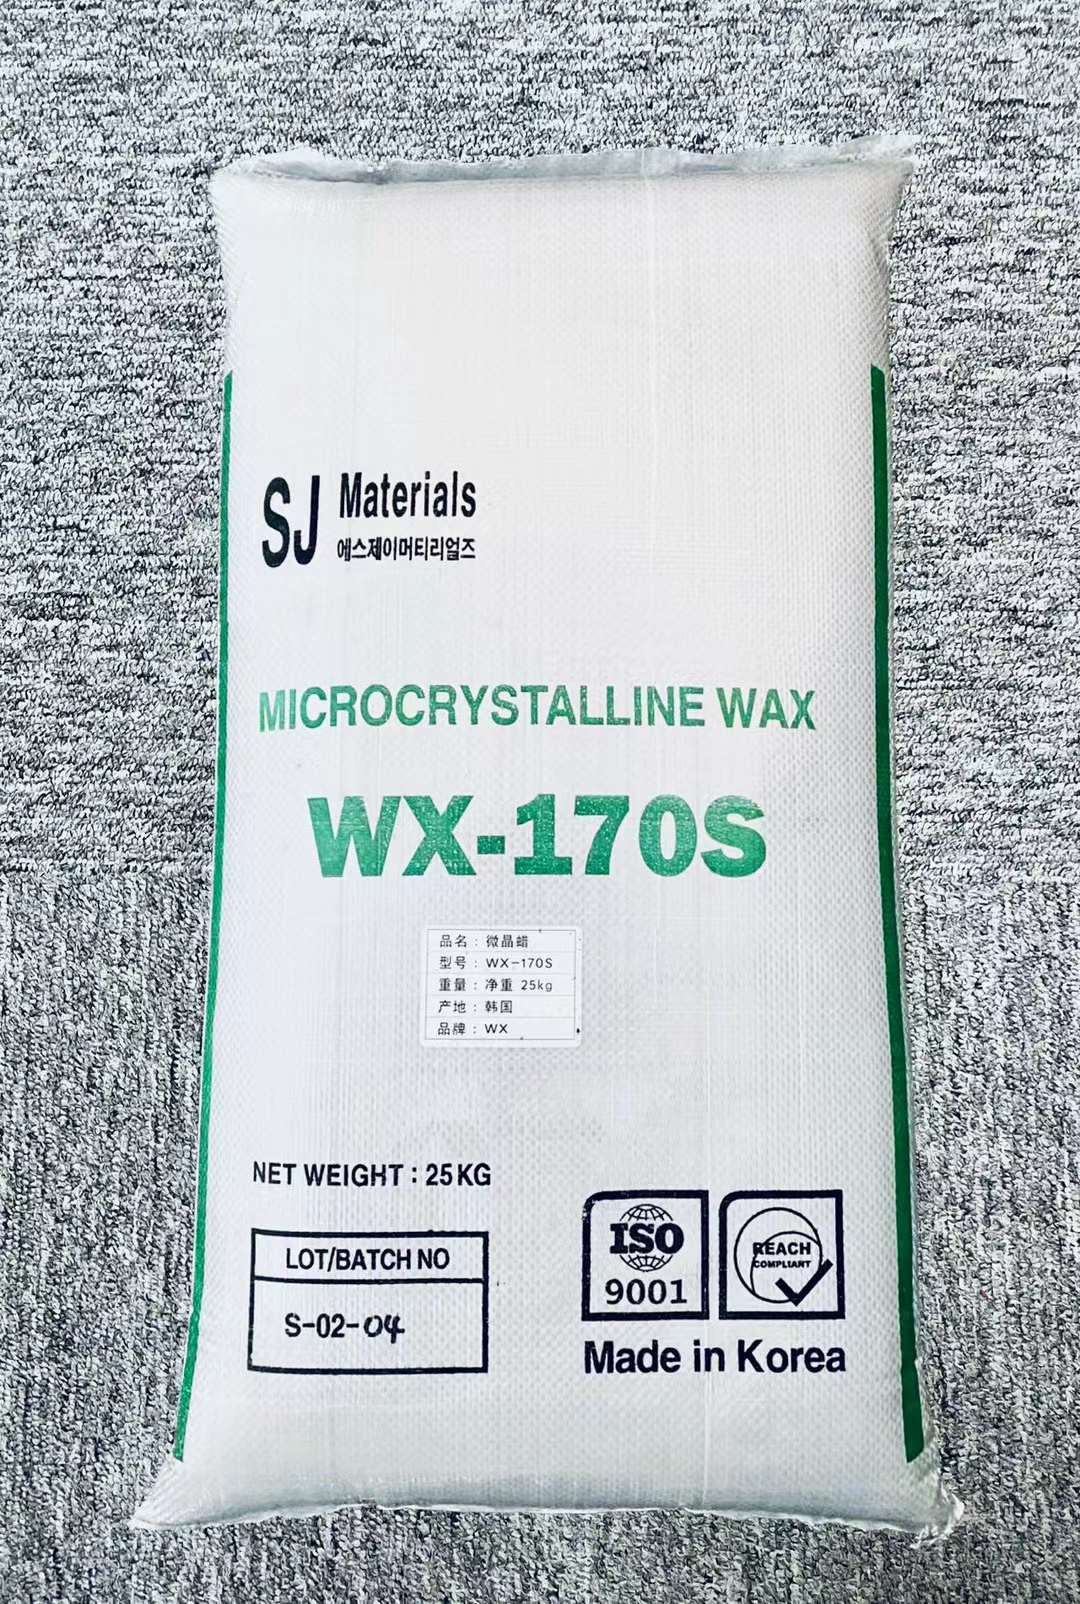 SJ Materials
에스제이머티리얼즈
MICROCRYSTALLINE WAX
WX-170S
品名：微晶蜡
型号：WX-170S
重量：净重 25kg
产地：韩国
品牌：WX
NET WEIGHT : 25KG
LOT/BATCH NO
S-02-04
ISO
9001
REACH
COMPLIANT
Made in Korea